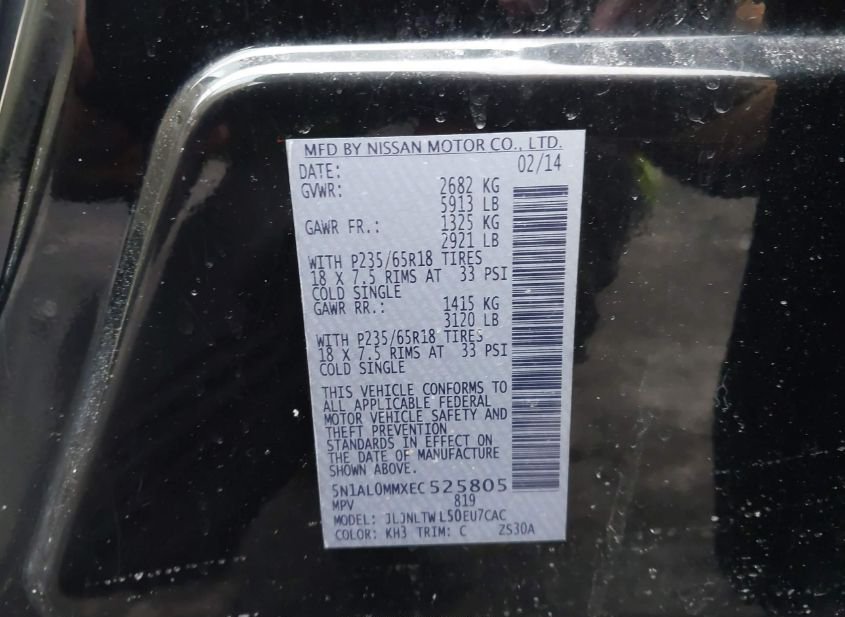 MFD BY NISSAN MOTOR CO., LTD.
DATE: 02/14
GVWR: 2682 KG
5913 LB
GAWR FR.: 1325 KG
2921 LB
WITH P235/65R18 TIRES
18 X 7.5 RIMS AT 33 PSI
COLD SINGLE
GAWR RR.: 1415 KG
3120 LB
WITH P235/65R18 TIRES
18 X 7.5 RIMS AT 33 PSI
COLD SINGLE
THIS VEHICLE CONFORMS TO
ALL APPLICABLE FEDERAL
MOTOR VEHICLE SAFETY AND
THEFT PREVENTION
STANDARDS IN EFFECT ON
THE DATE OF MANUFACTURE
SHOWN ABOVE.
5N1AL0MMXEC525805
MPV 819
MODEL: JLJNLTWL50EU7CAC
COLOR: KH3 TRIM: C ZS30A